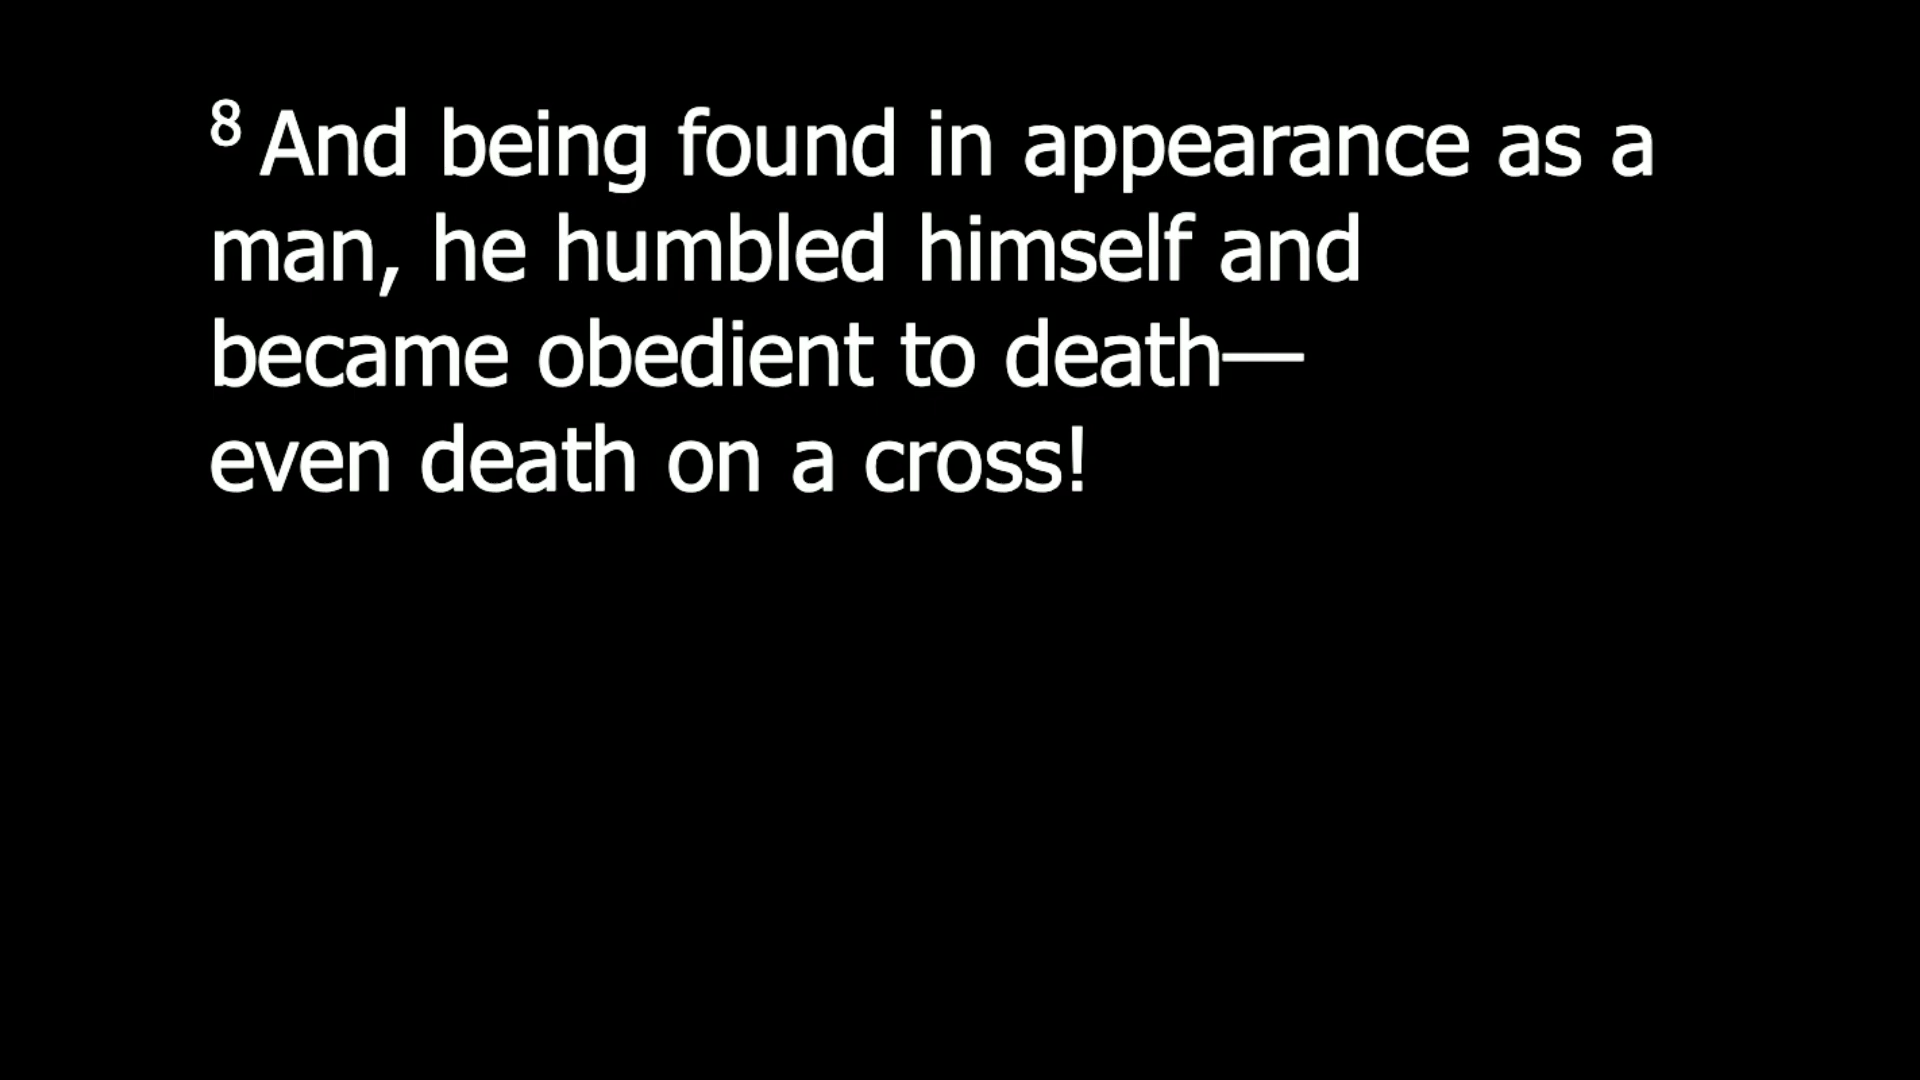 ⁸ And being found in appearance as a
man, he humbled himself and
became obedient to death—
even death on a cross!